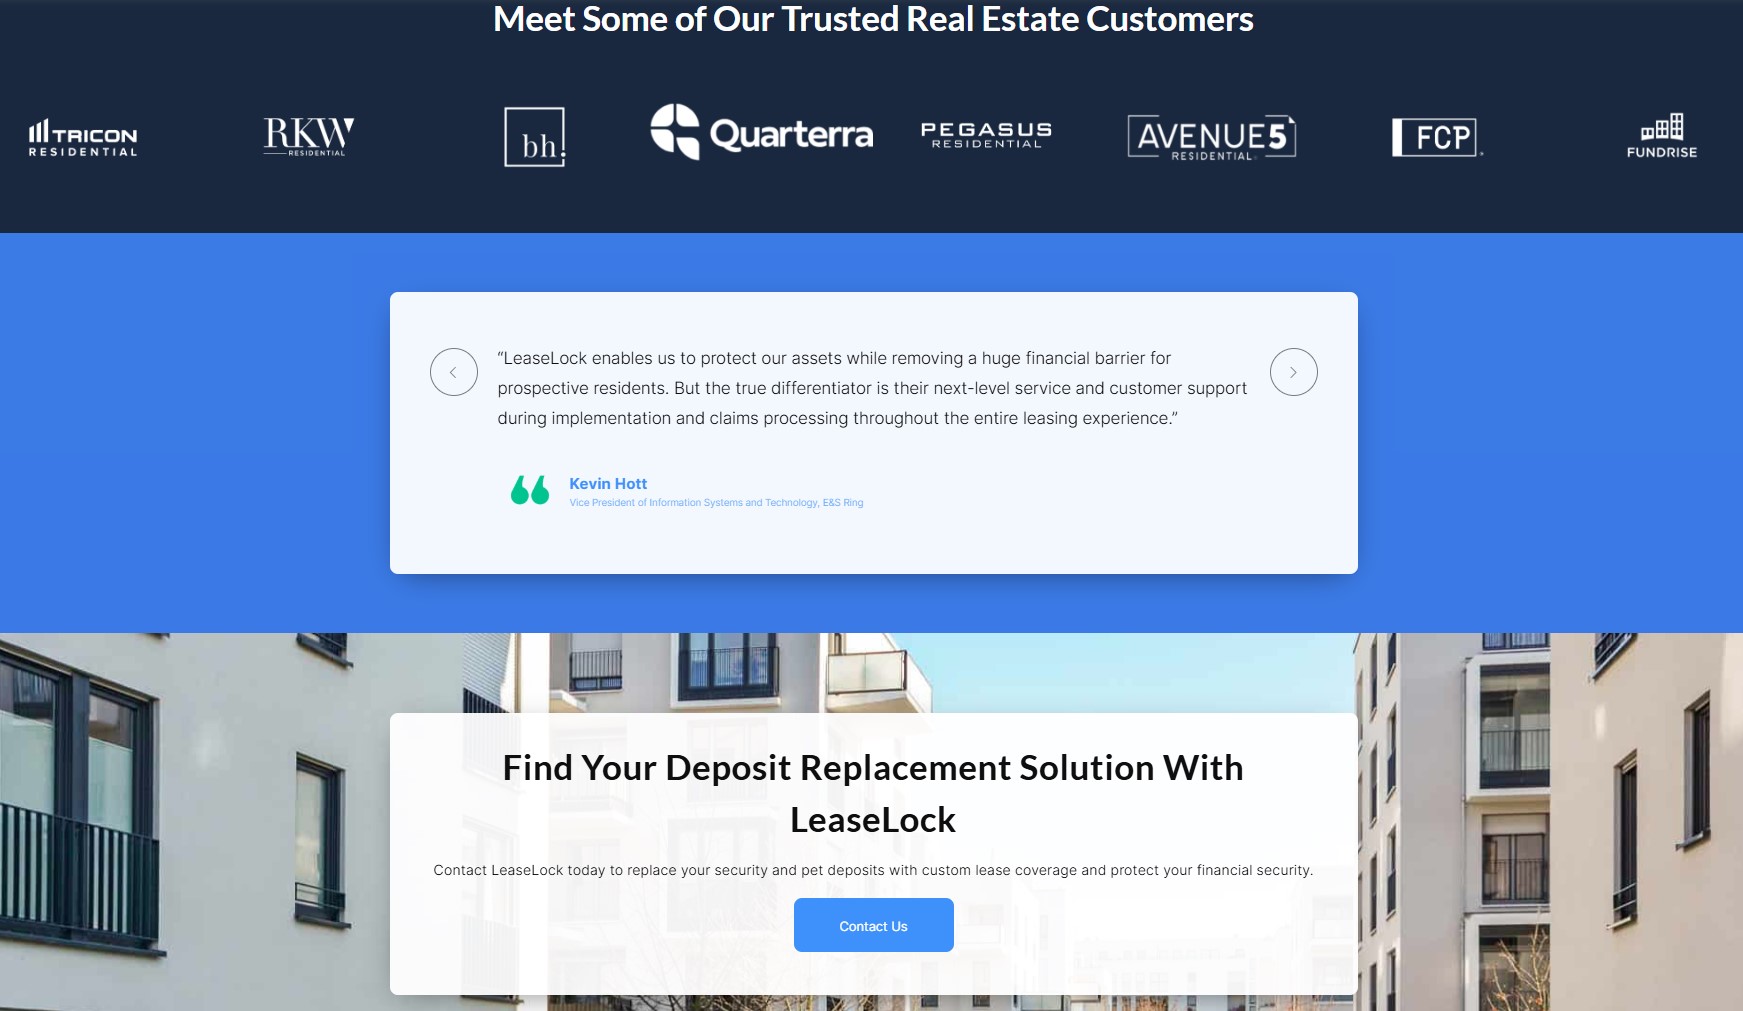 Meet Some of Our Trusted Real Estate Customers
TRICON
RESIDENTIAL
RKW
RESIDENTIAL
bh.
Quarterra
PEGASUS
RESIDENTIAL
AVENUE5
RESIDENTIAL
FCP
FUNDRISE
“LeaseLock enables us to protect our assets while removing a huge financial barrier for
prospective residents. But the true differentiator is their next-level service and customer support
during implementation and claims processing throughout the entire leasing experience.”
Kevin Hott
Vice President of Information Systems and Technology, E&S Ring
Find Your Deposit Replacement Solution With
LeaseLock
Contact LeaseLock today to replace your security and pet deposits with custom lease coverage and protect your financial security.
Contact Us